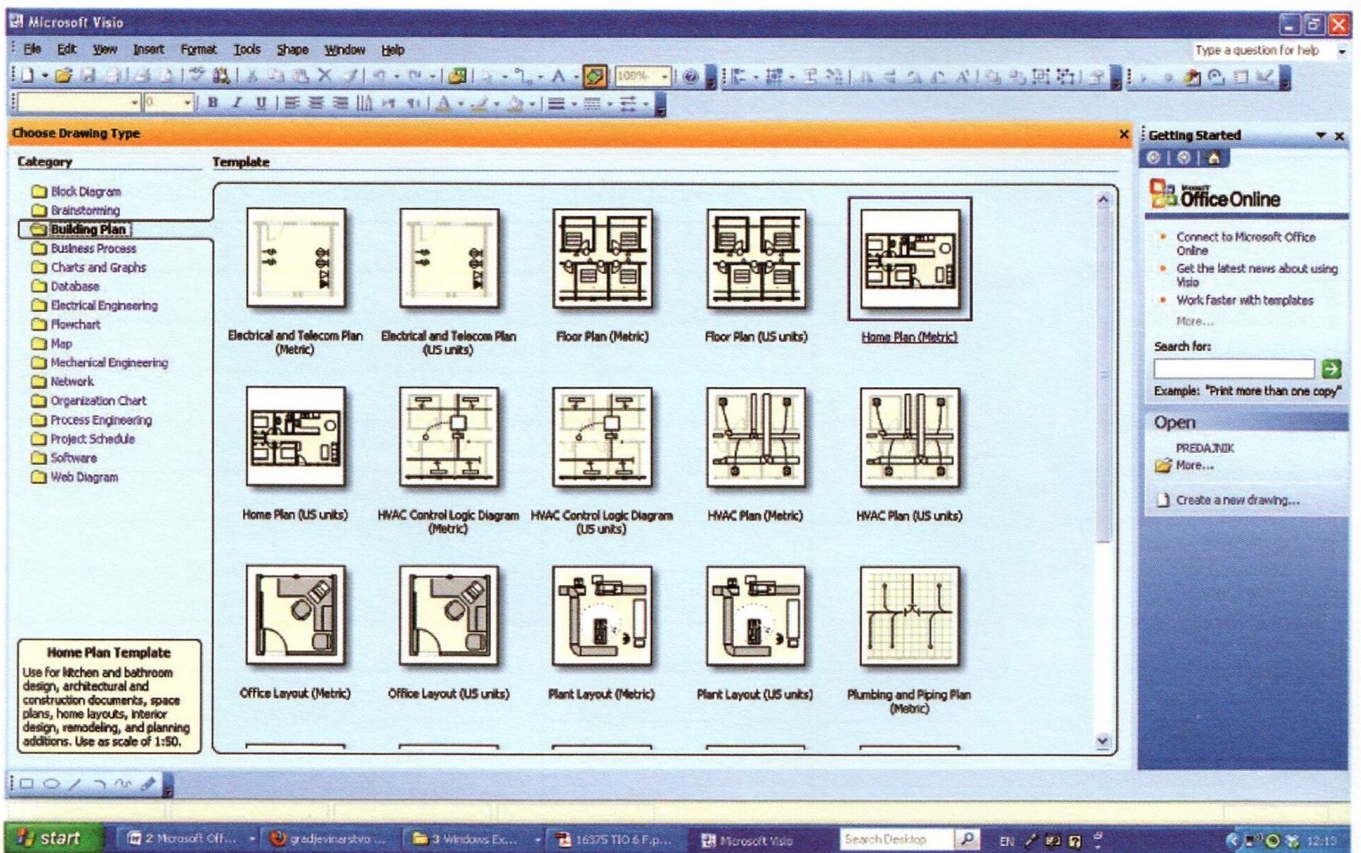 Microsoft Visio
File Edit View Insert Format Tools Shape Window Help
Type a question for help
100%
0 B I U A
Choose Drawing Type
Getting Started
Category
Template
Block Diagram
Brainstorming
Building Plan
Business Process
Charts and Graphs
Database
Electrical Engineering
Flowchart
Map
Mechanical Engineering
Network
Organization Chart
Process Engineering
Project Schedule
Software
Web Diagram
Electrical and Telecom Plan
(Metric)
Electrical and Telecom Plan
(US units)
Floor Plan (Metric)
Floor Plan (US units)
Home Plan (Metric)
Home Plan (US units)
HVAC Control Logic Diagram
(Metric)
HVAC Control Logic Diagram
(US units)
HVAC Plan (Metric)
HVAC Plan (US units)
Office Layout (Metric)
Office Layout (US units)
Plant Layout (Metric)
Plant Layout (US units)
Plumbing and Piping Plan
(Metric)
Home Plan Template
Use for kitchen and bathroom
design, architectural and
construction documents, space
plans, home layouts, interior
design, remodeling, and planning
additions. Use as scale of 1:50.
Microsoft
Office Online
Connect to Microsoft Office
Online
Get the latest news about using
Visio
Work faster with templates
More...
Search for:
Example: "Print more than one copy"
Open
PREDAJNIK
More...
Create a new drawing...
start
2 Microsoft Off...
gradjevinarstvo ...
3 Windows Ex...
16375 TIO 6 F.p...
Microsoft Visio
Search Desktop
EN
12:13